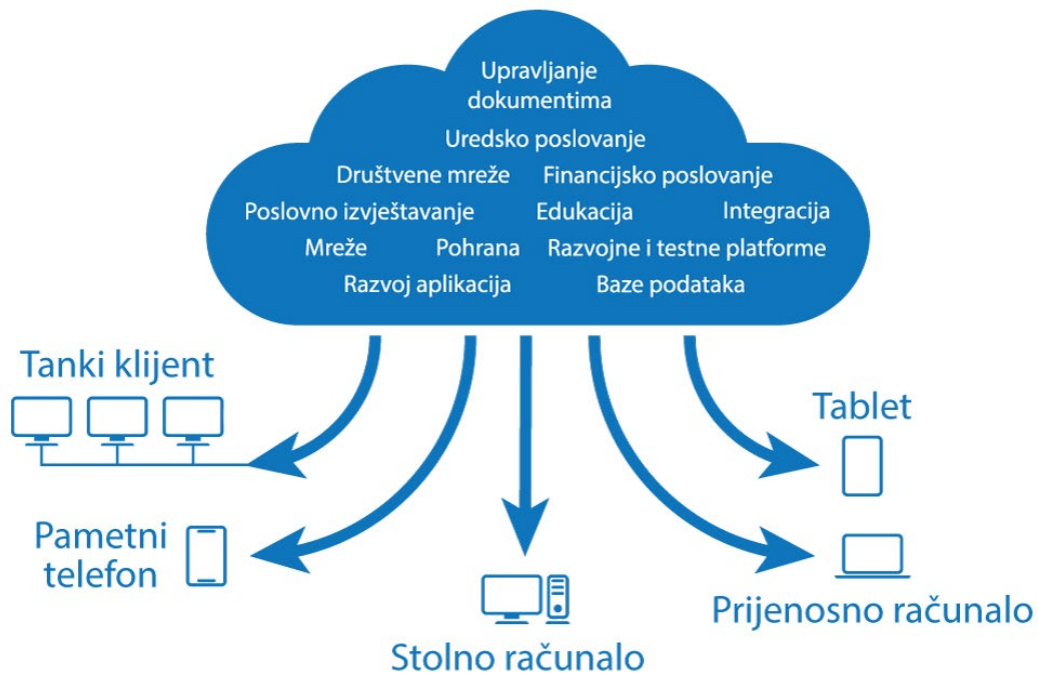 Upravljanje
dokumentima
Uredsko poslovanje
Društvene mreže Financijsko poslovanje
Poslovno izvještavanje Edukacija Integracija
Mreže Pohrana Razvojne i testne platforme
Razvoj aplikacija Baze podataka
Tanki klijent
Tablet
Pametni
telefon
Prijenosno računalo
Stolno računalo